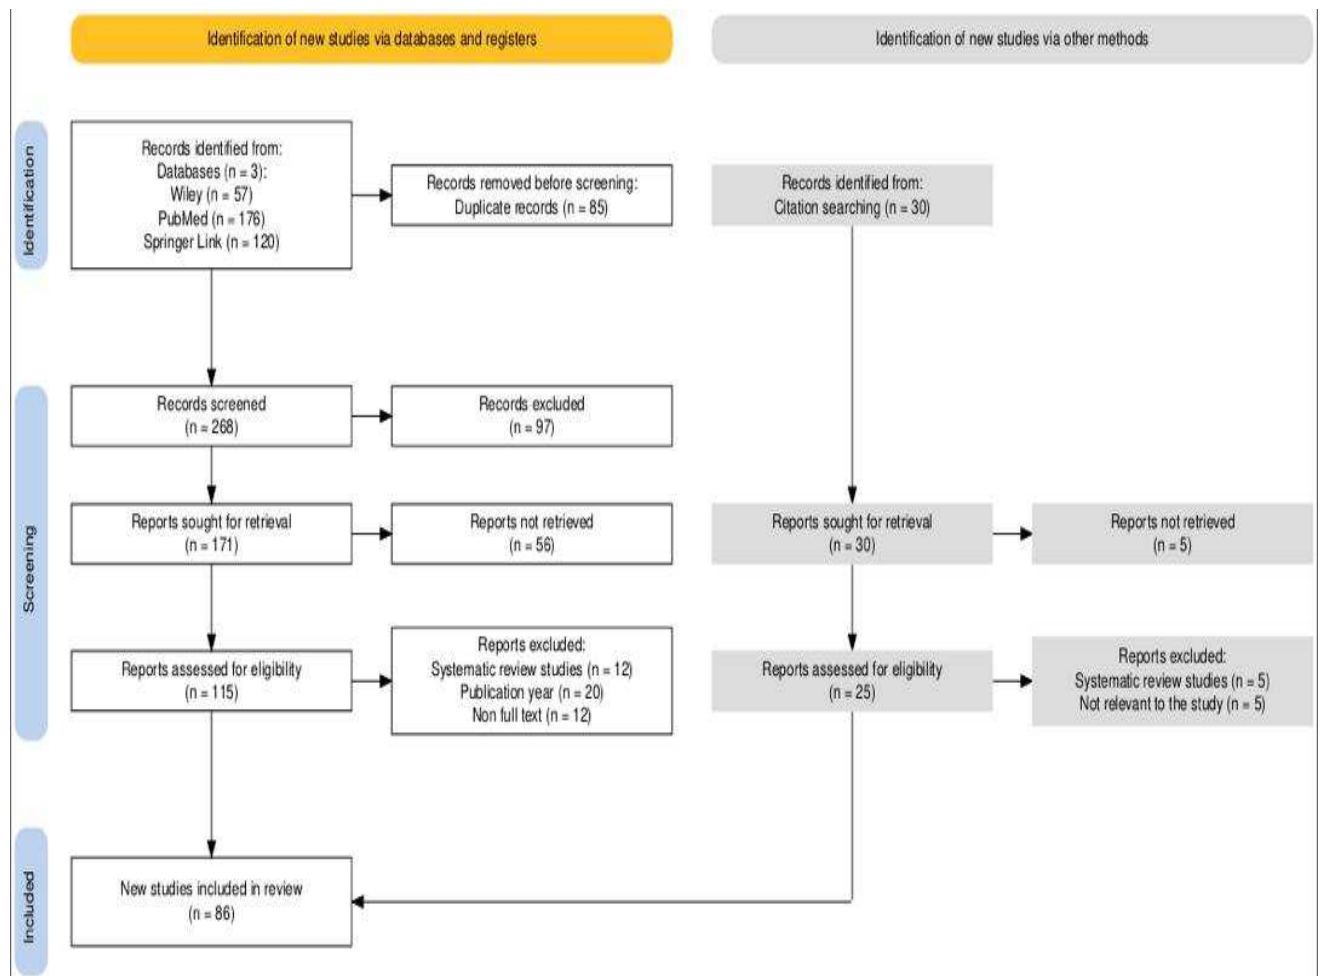 Identification of new studies via databases and registers
Identification of new studies via other methods
Identification
Records identified from:
Databases (n = 3):
Wiley (n = 57)
PubMed (n = 176)
Springer Link (n = 120)
Records removed before screening:
Duplicate records (n = 85)
Records identified from:
Citation searching (n = 30)
Screening
Records screened
(n = 268)
Records excluded
(n = 97)
Reports sought for retrieval
(n = 171)
Reports not retrieved
(n = 56)
Reports sought for retrieval
(n = 30)
Reports not retrieved
(n = 5)
Reports assessed for eligibility
(n = 115)
Reports excluded:
Systematic review studies (n = 12)
Publication year (n = 20)
Non full text (n = 12)
Reports assessed for eligibility
(n = 25)
Reports excluded:
Systematic review studies (n = 5)
Not relevant to the study (n = 5)
Included
New studies included in review
(n = 86)